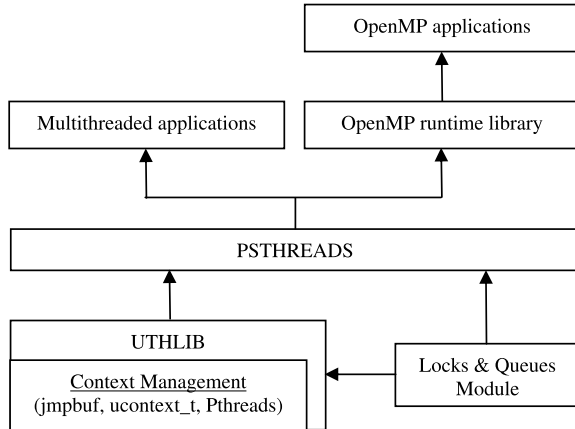 OpenMP applications
Multithreaded applications
OpenMP runtime library
PSTHREADS
UTHLIB
Context Management
(jmpbuf, ucontext_t, Pthreads)
Locks & Queues
Module